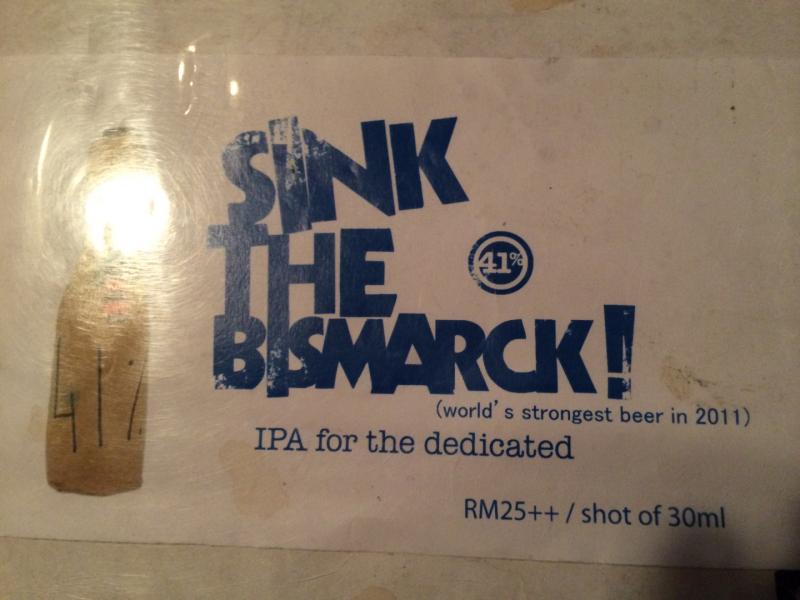 SINK
THE
41%
BISMARCK!
(world's strongest beer in 2011)
IPA for the dedicated
RM25++ / shot of 30ml
41%